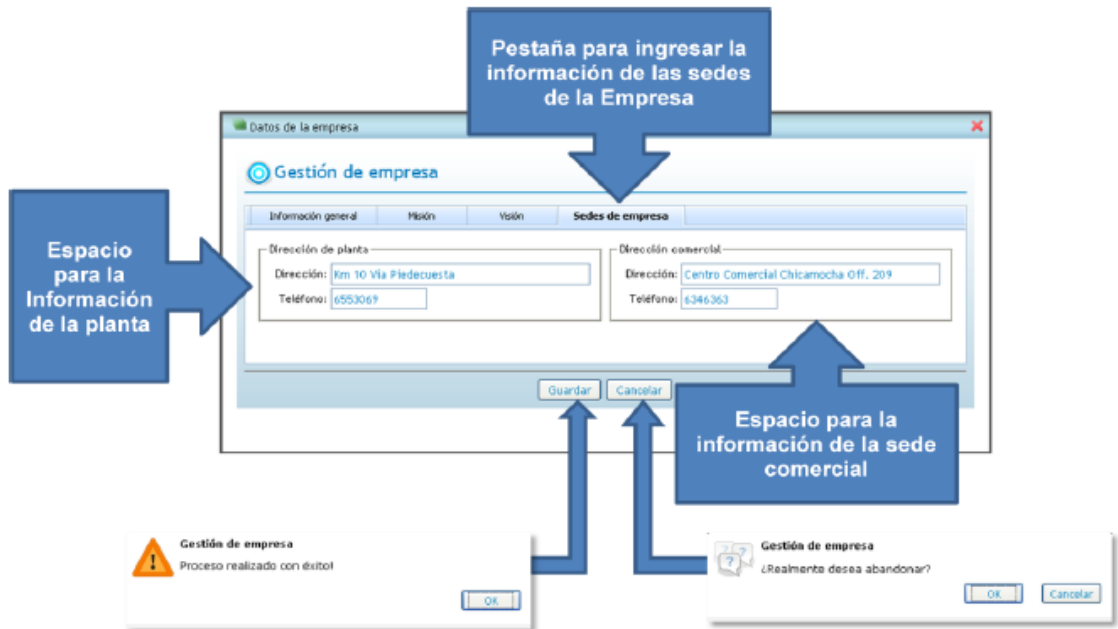 Pestaña para ingresar la
información de las sedes
de la Empresa
Datos de la empresa
Gestión de empresa
Información general
Misión
Visión
Sedes de empresa
Espacio
para la
Información
de la planta
Dirección de planta
Dirección: Km 10 Vía Piedecuesta
Teléfono: 6553069
Dirección comercial
Dirección: Centro Comercial Chicamocha Off. 209
Teléfono: 6346363
Guardar
Cancelar
Espacio para la
información de la sede
comercial
Gestión de empresa
Proceso realizado con éxito!
OK
Gestión de empresa
¿Realmente desea abandonar?
OK
Cancelar